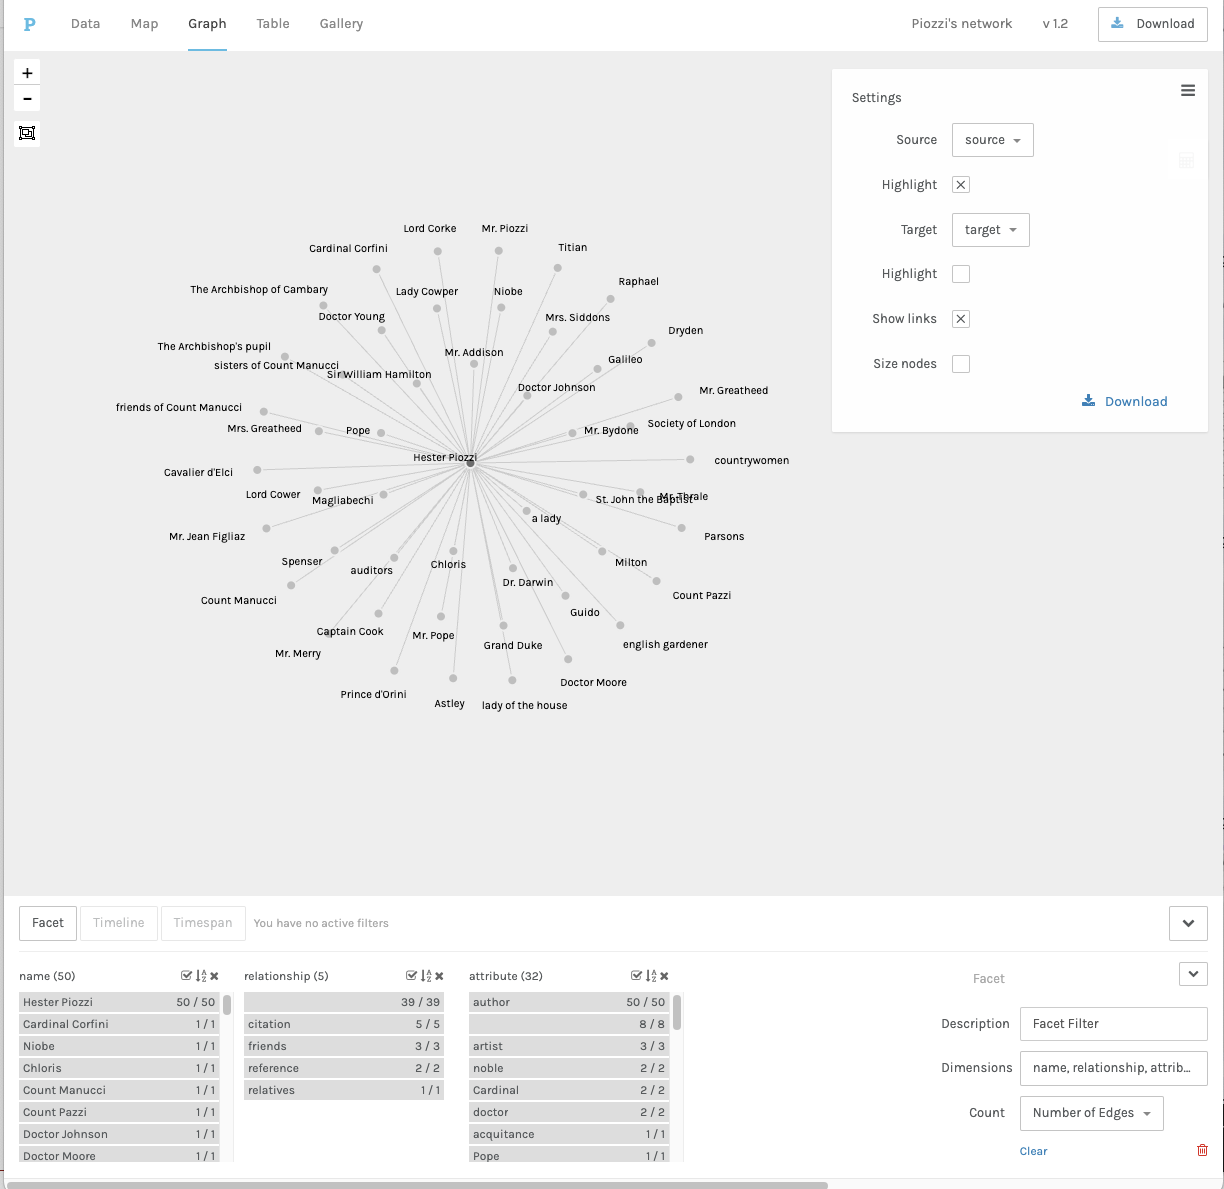 P Data Map Graph Table Gallery Piozzi's network v 1.2 Download
+
-
Settings
Source source
Highlight
Target target
Highlight
Show links
Size nodes
Download
Lord Corke Mr. Piozzi
Cardinal Corfini Titian
The Archbishop of Cambary Lady Cowper Niobe Raphael
Doctor Young Mrs. Siddons
Dryden
The Archbishop's pupil Mr. Addison
sisters of Count Manucci Galileo
Sir William Hamilton
Doctor Johnson Mr. Greatheed
friends of Count Manucci
Mrs. Greatheed Pope Mr. Bydone Society of London
Hester Piozzi countrywomen
Cavalier d'Elci
Lord Cower Magliabechi St. John the Baptist Mr. Thrale
a lady
Mr. Jean Figliaz Parsons
Spenser auditors Chloris Milton
Dr. Darwin
Count Manucci Count Pazzi
Guido
Captain Cook Mr. Pope
Grand Duke english gardener
Mr. Merry
Doctor Moore
Prince d'Orini
Astley lady of the house
Facet Timeline Timespan You have no active filters
name (50)
Hester Piozzi 50 / 50
Cardinal Corfini 1 / 1
Niobe 1 / 1
Chloris 1 / 1
Count Manucci 1 / 1
Count Pazzi 1 / 1
Doctor Johnson 1 / 1
Doctor Moore 1 / 1
relationship (5)
39 / 39
citation 5 / 5
friends 3 / 3
reference 2 / 2
relatives 1 / 1
attribute (32)
author 50 / 50
8 / 8
artist 3 / 3
noble 2 / 2
Cardinal 2 / 2
doctor 2 / 2
acquitance 1 / 1
Pope 1 / 1
Facet
Description Facet Filter
Dimensions name, relationship, attrib...
Count Number of Edges
Clear